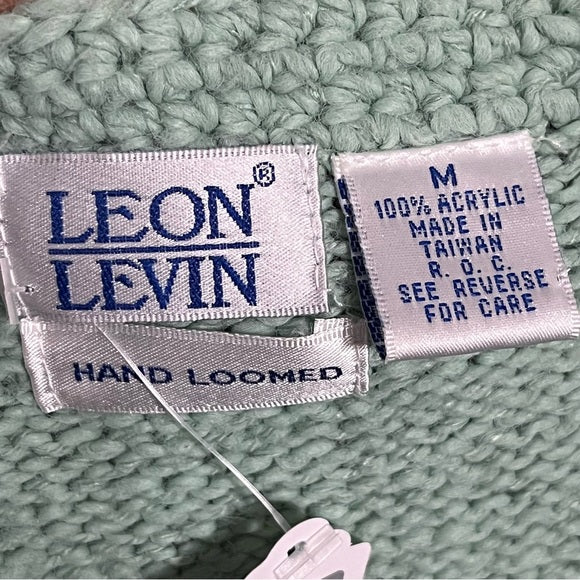 LEON®
LEVIN
HAND LOOMED
M
100% ACRYLIC
MADE IN
TAIWAN
R. O. C.
SEE REVERSE
FOR CARE